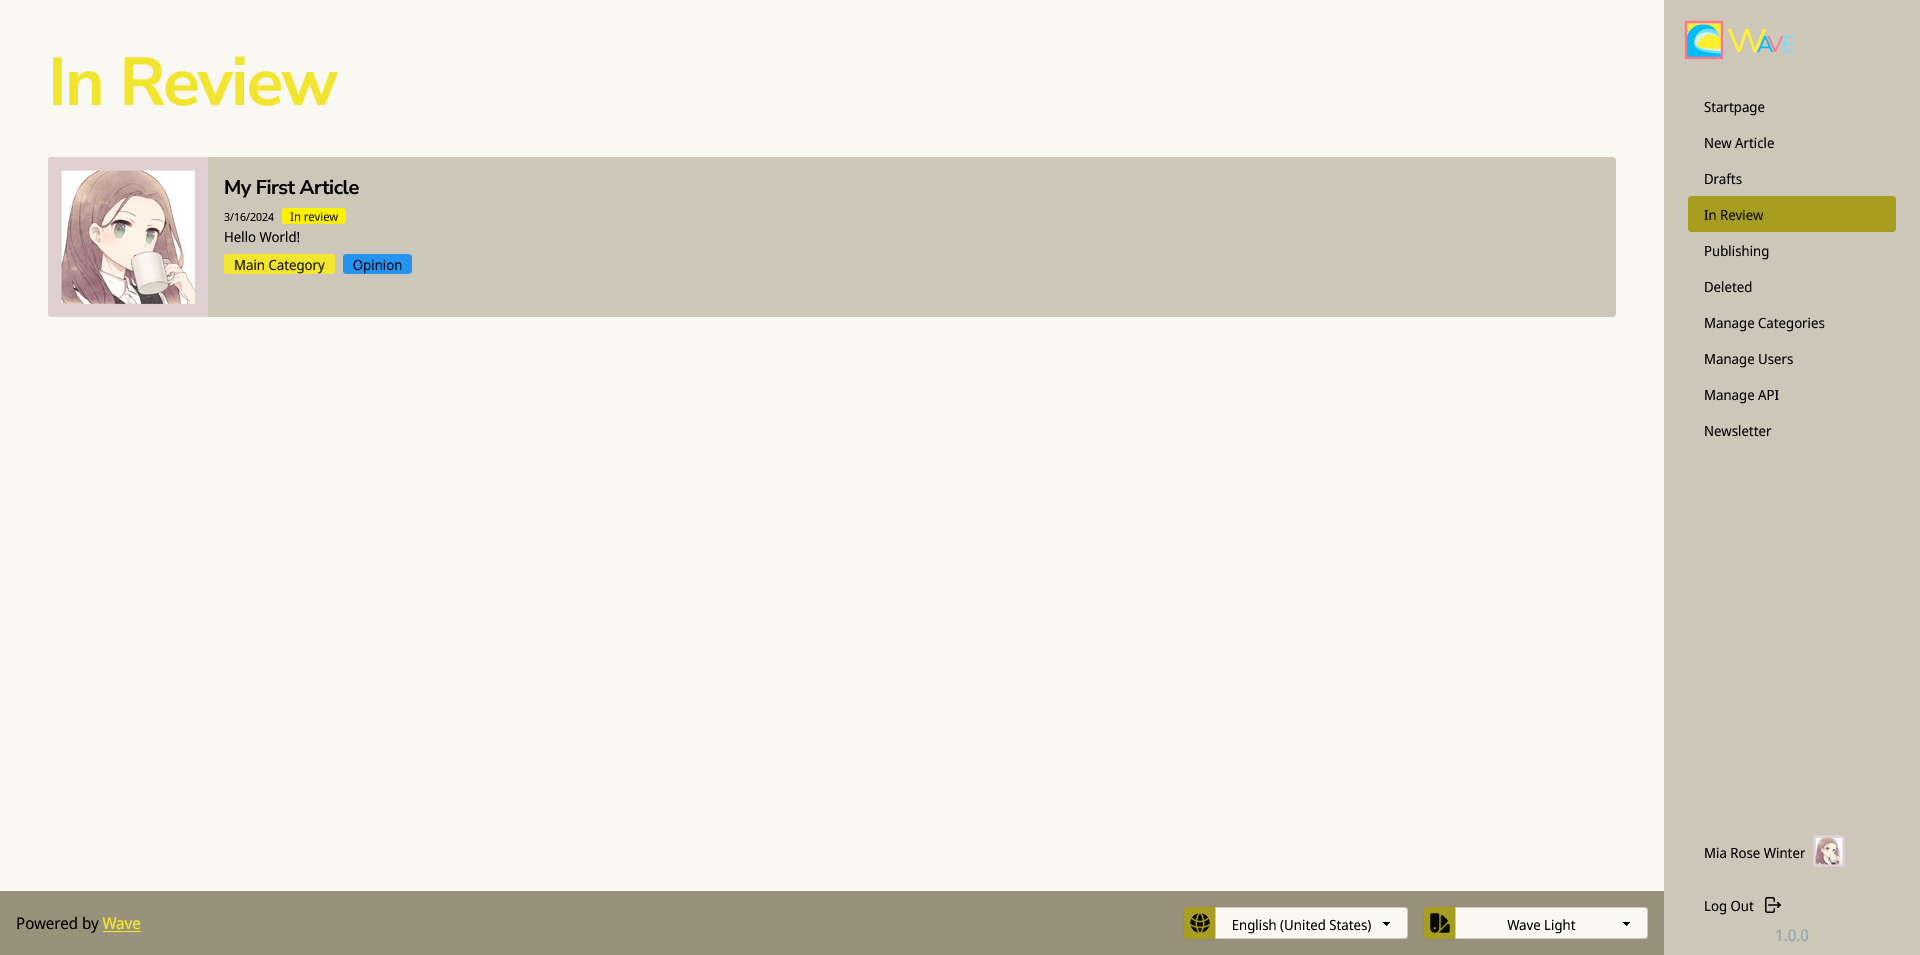 In Review
My First Article
3/16/2024 In review
Hello World!
Main Category Opinion
WAVE
Startpage
New Article
Drafts
In Review
Publishing
Deleted
Manage Categories
Manage Users
Manage API
Newsletter
Mia Rose Winter
Log Out
1.0.0
Powered by Wave
English (United States)
Wave Light